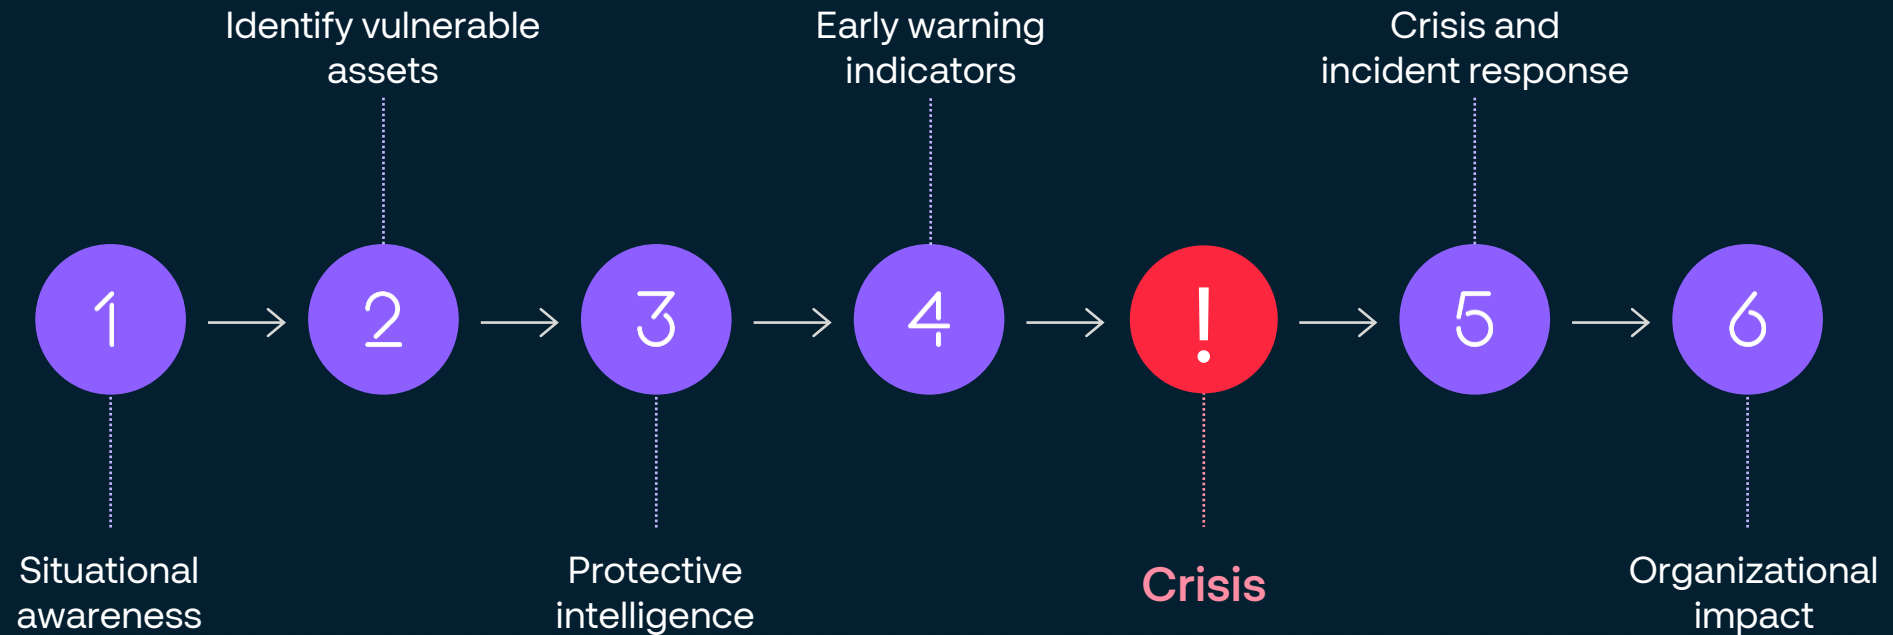 Identify vulnerable
assets
Early warning
indicators
Crisis and
incident response
1
2
3
4
!
5
6
Situational
awareness
Protective
intelligence
Crisis
Organizational
impact